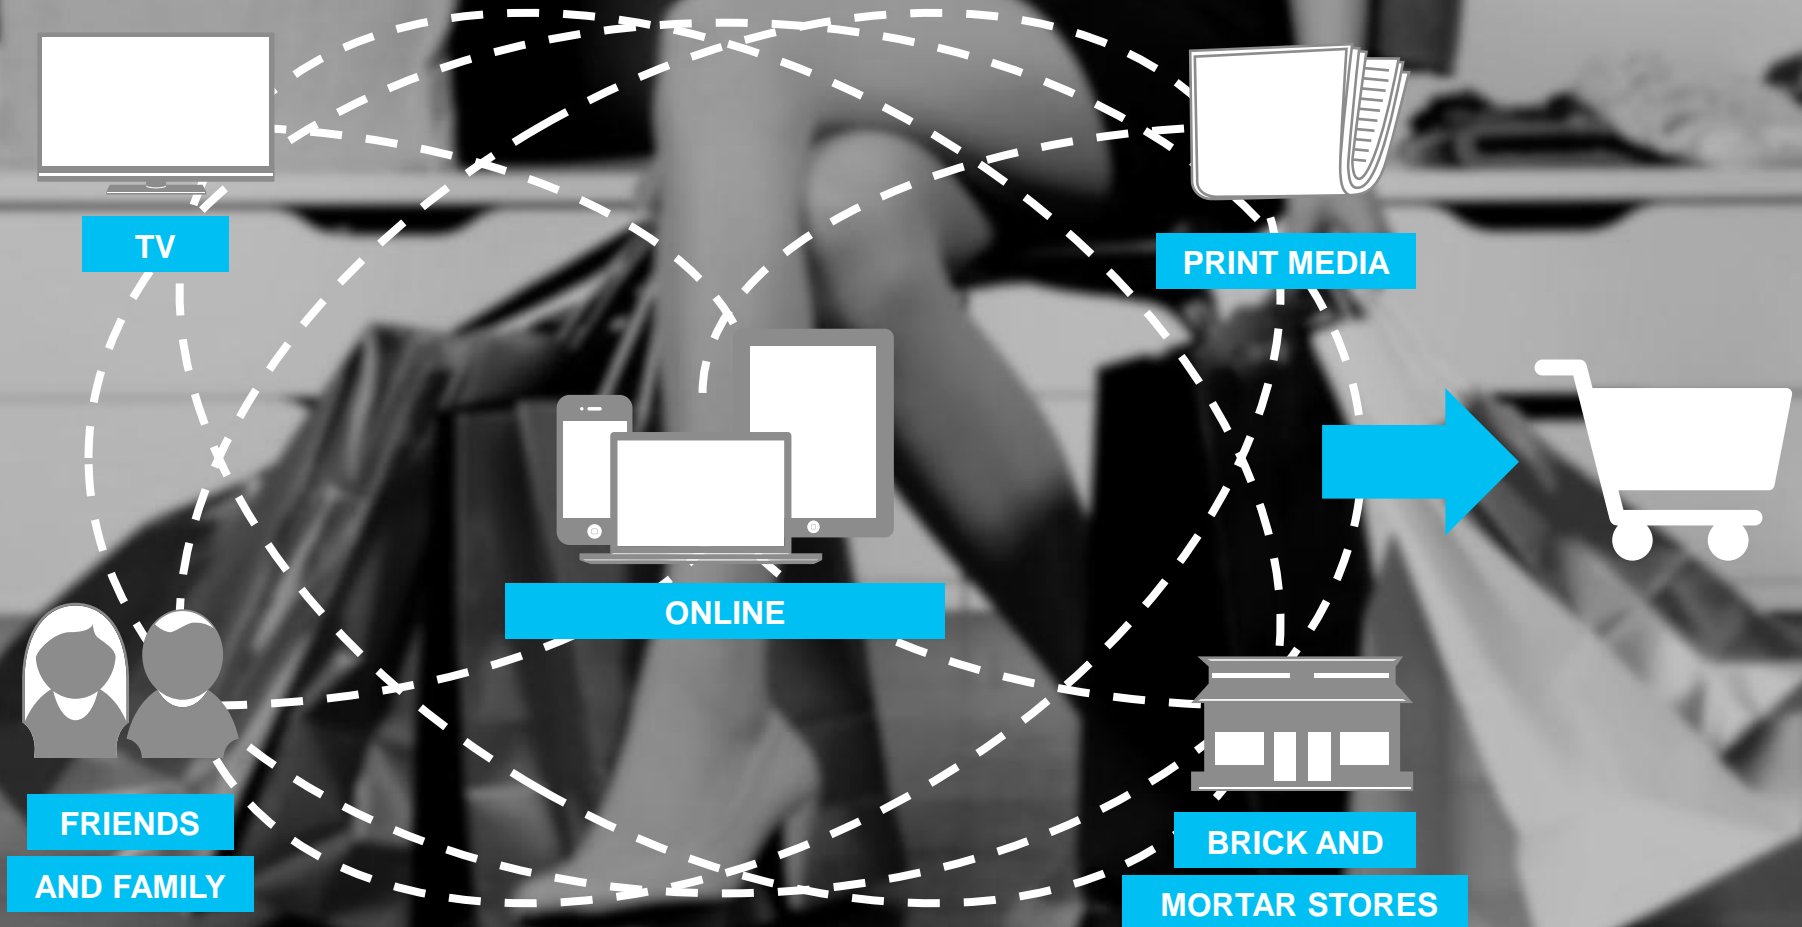 TV
PRINT MEDIA
ONLINE
FRIENDS
AND FAMILY
BRICK AND
MORTAR STORES